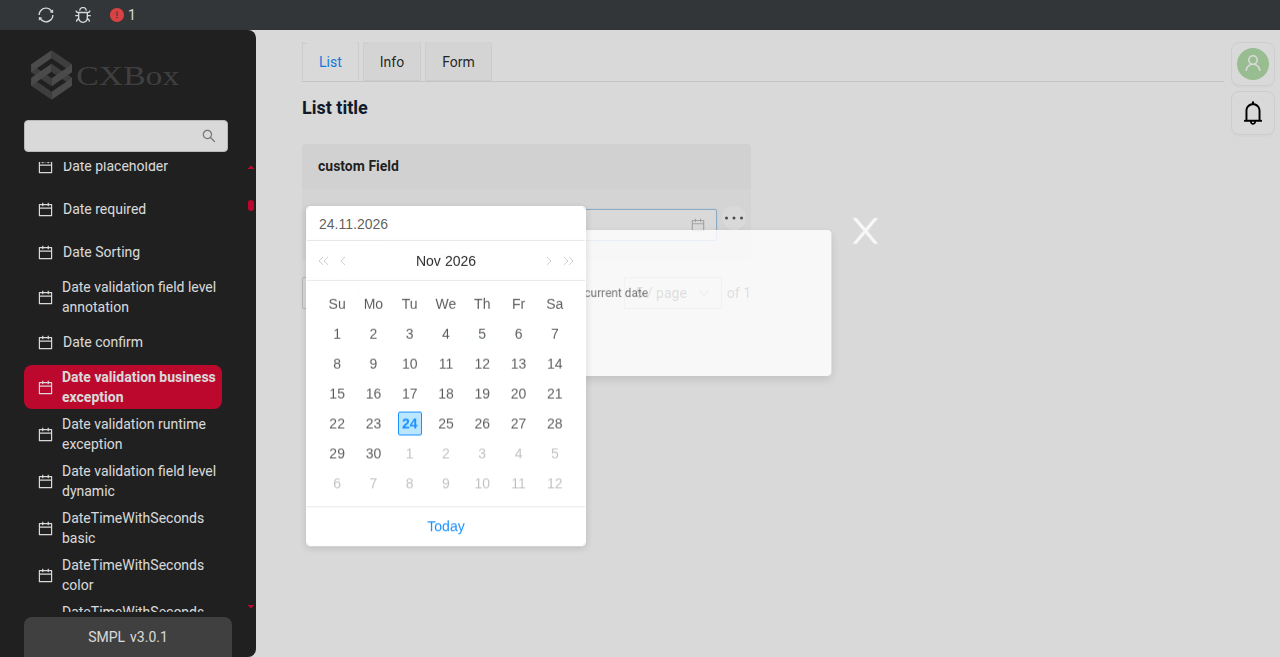 1
CXBox
List Info Form
List title
custom Field
Date placeholder
Date required
Date Sorting
Date validation field level
annotation
Date confirm
Date validation business
exception
Date validation runtime
exception
Date validation field level
dynamic
DateTimeWithSeconds
basic
DateTimeWithSeconds
color
DateTimeWithSeconds
SMPL v3.0.1
24.11.2026
Nov 2026
Su Mo Tu We Th Fr Sa
1 2 3 4 5 6 7
8 9 10 11 12 13 14
15 16 17 18 19 20 21
22 23 24 25 26 27 28
29 30 1 2 3 4 5
6 7 8 9 10 11 12
Today
current date
/ page
of 1